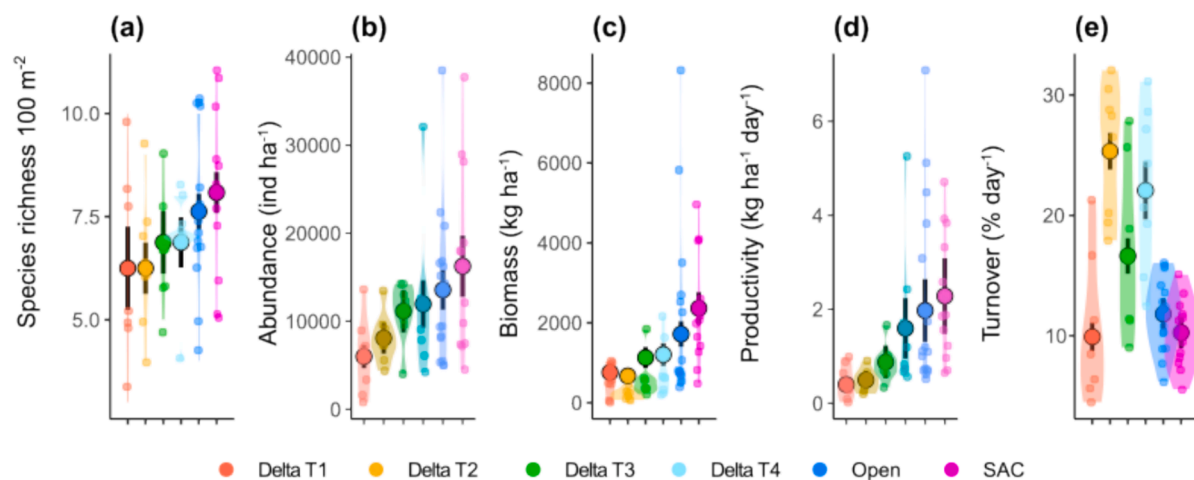 (a)
(b)
(c)
(d)
(e)
Species richness 100 m-2
10.0
7.5
5.0
Abundance (ind ha-1)
40000
30000
20000
10000
0
Biomass (kg ha-1)
8000
6000
4000
2000
0
Productivity (kg ha-1 day-1)
6
4
2
0
Turnover (% day-1)
30
20
10
Delta T1
Delta T2
Delta T3
Delta T4
Open
SAC